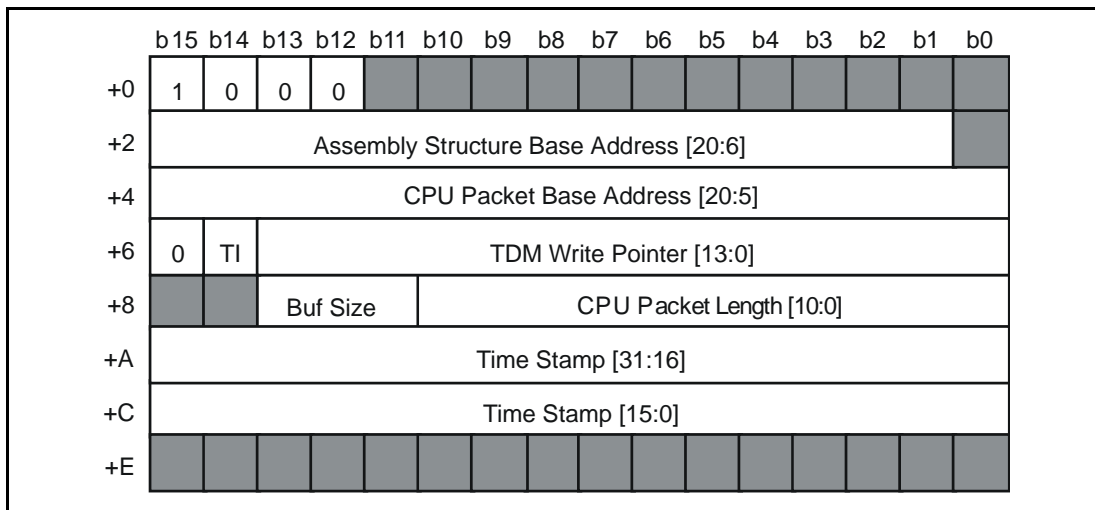 b15 b14 b13 b12 b11 b10 b9 b8 b7 b6 b5 b4 b3 b2 b1 b0
+0 1 0 0 0
+2 Assembly Structure Base Address [20:6]
+4 CPU Packet Base Address [20:5]
+6 0 TI TDM Write Pointer [13:0]
+8 Buf Size CPU Packet Length [10:0]
+A Time Stamp [31:16]
+C Time Stamp [15:0]
+E